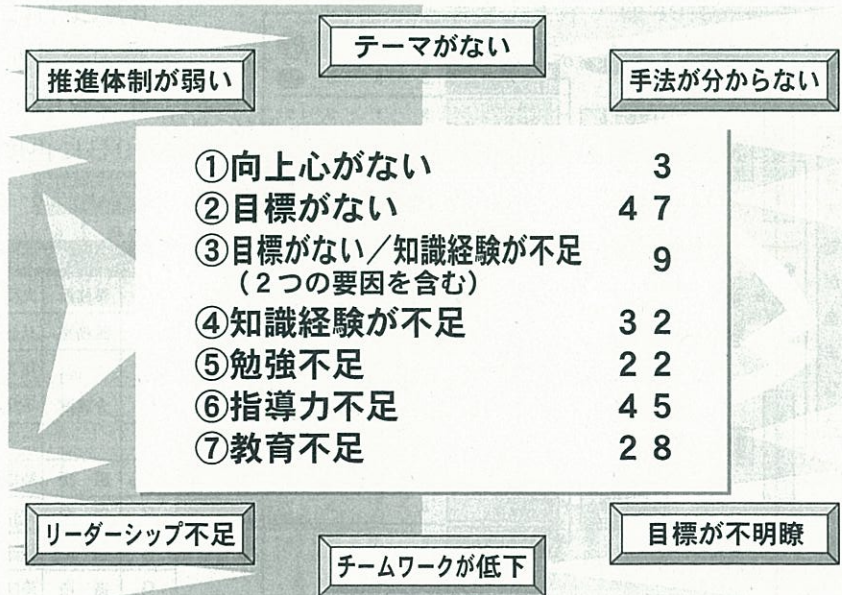 テーマがない
推進体制が弱い
手法が分からない
①向上心がない 3
②目標がない 47
③目標がない／知識経験が不足 9
（2つの要因を含む）
④知識経験が不足 32
⑤勉強不足 22
⑥指導力不足 45
⑦教育不足 28
リーダーシップ不足
目標が不明瞭
チームワークが低下